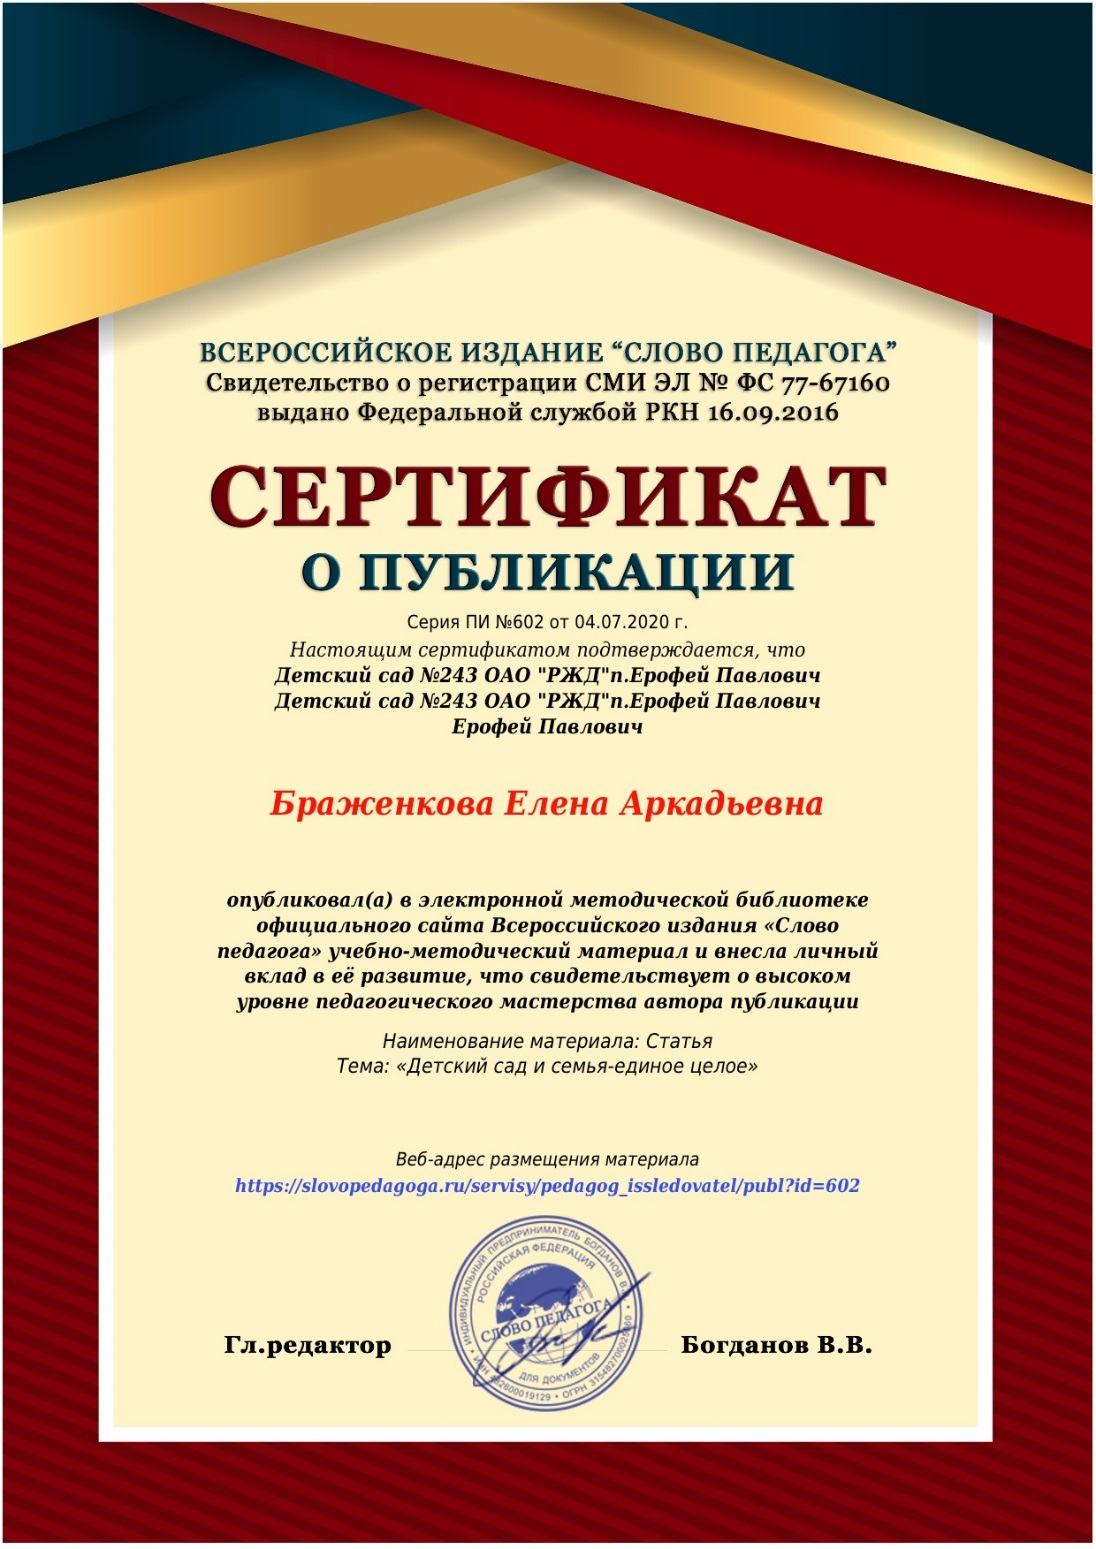 ВСЕРОССИЙСКОЕ ИЗДАНИЕ “СЛОВО ПЕДАГОГА”
Свидетельство о регистрации СМИ ЭЛ № ФС 77-67160
выдано Федеральной службой РКН 16.09.2016
СЕРТИФИКАТ
О ПУБЛИКАЦИИ
Серия ПИ №602 от 04.07.2020 г.
Настоящим сертификатом подтверждается, что
Детский сад №243 ОАО "РЖД"п.Ерофей Павлович
Детский сад №243 ОАО "РЖД"п.Ерофей Павлович
Ерофей Павлович
Браженкова Елена Аркадьевна
опубликовал(а) в электронной методической библиотеке
официального сайта Всероссийского издания «Слово
педагога» учебно-методический материал и внесла личный
вклад в её развитие, что свидетельствует о высоком
уровне педагогического мастерства автора публикации
Наименование материала: Статья
Тема: «Детский сад и семья-единое целое»
Веб-адрес размещения материала
https://slovopedagoga.ru/servisy/pedagog_issledovatel/publ?id=602
ИНДИВИДУАЛЬНЫЙ ПРЕДПРИНИМАТЕЛЬ БОГДАНОВ
РОССИЙСКАЯ ФЕДЕРАЦИЯ
СЛОВО ПЕДАГОГА
ДЛЯ ДОКУМЕНТОВ
ОГРН
Гл.редактор
Богданов В.В.